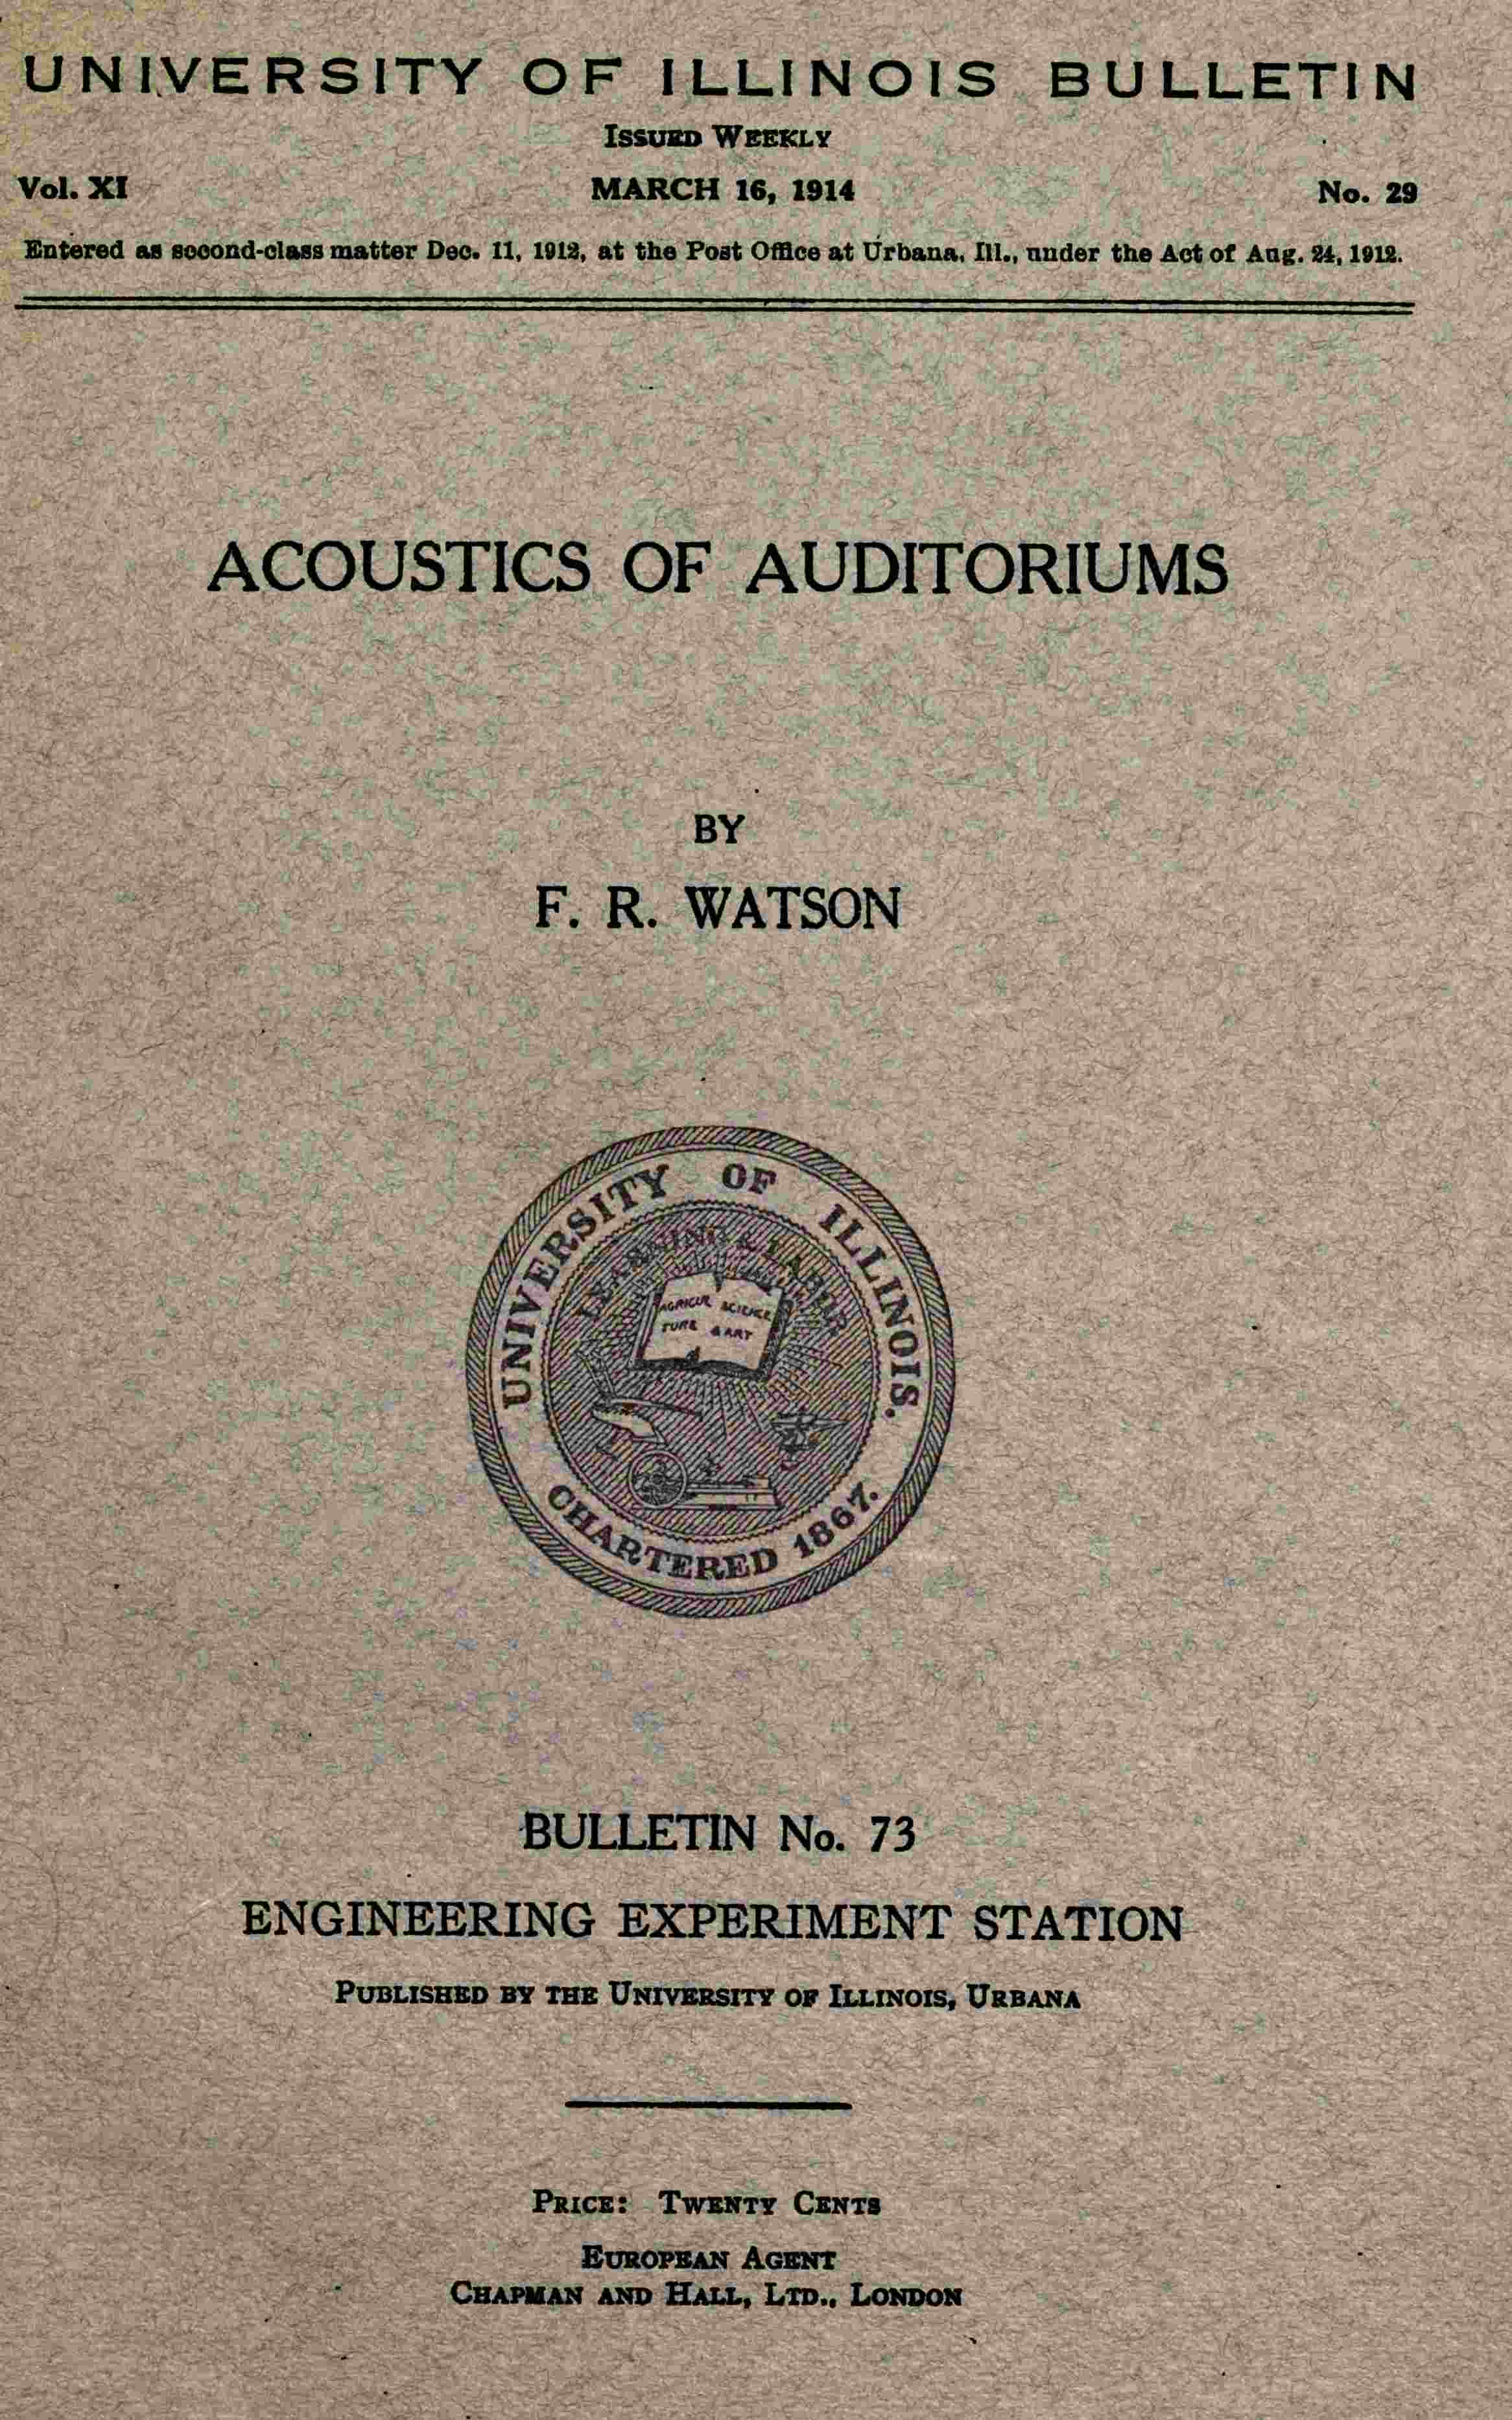 UNIVERSITY OF ILLINOIS BULLETIN
ISSUED WEEKLY
Vol. XI MARCH 16, 1914 No. 29
Entered as second-class matter Dec. 11, 1912, at the Post Office at Urbana, Ill., under the Act of Aug. 24, 1912.
ACOUSTICS OF AUDITORIUMS
BY
F. R. WATSON
UNIVERSITY OF ILLINOIS.
LEARNING & LABOR
AGRICUL SCIENCE
TURE & ART
CHARTERED 1867.
BULLETIN No. 73
ENGINEERING EXPERIMENT STATION
PUBLISHED BY THE UNIVERSITY OF ILLINOIS, URBANA
PRICE: TWENTY CENTS
EUROPEAN AGENT
CHAPMAN AND HALL, LTD., LONDON